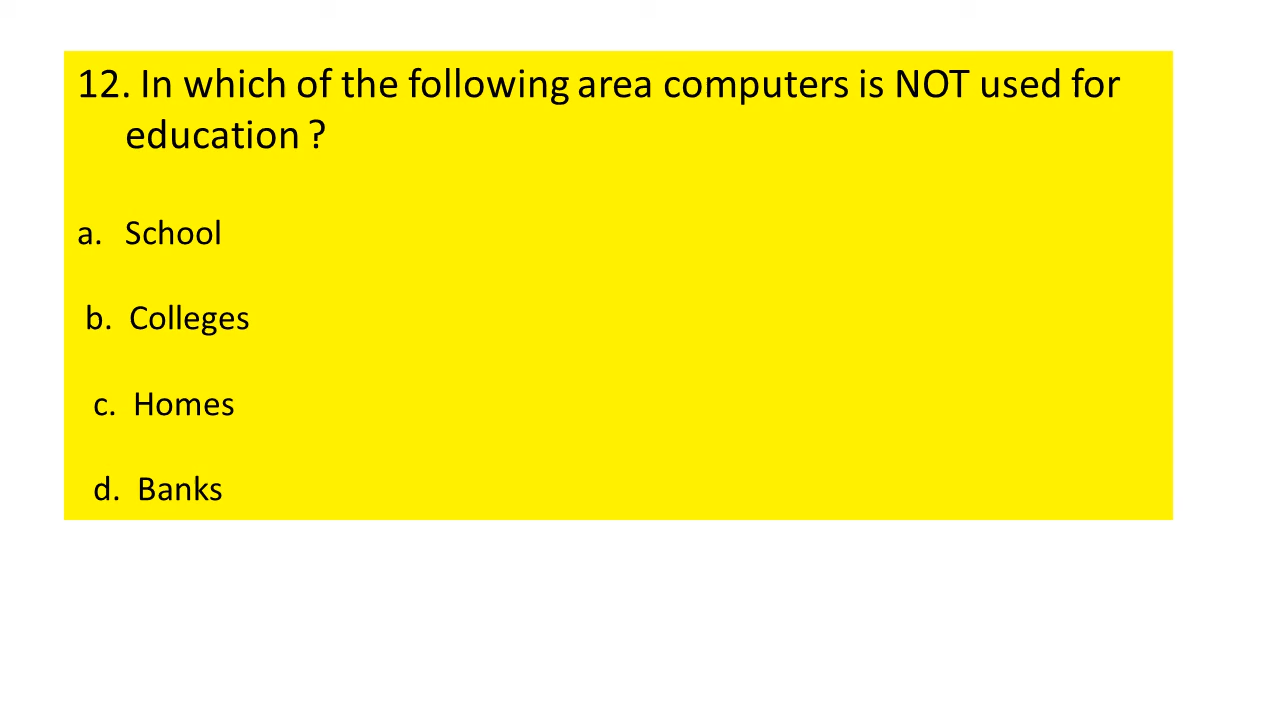 12. In which of the following area computers is NOT used for
education ?
a. School
b. Colleges
c. Homes
d. Banks